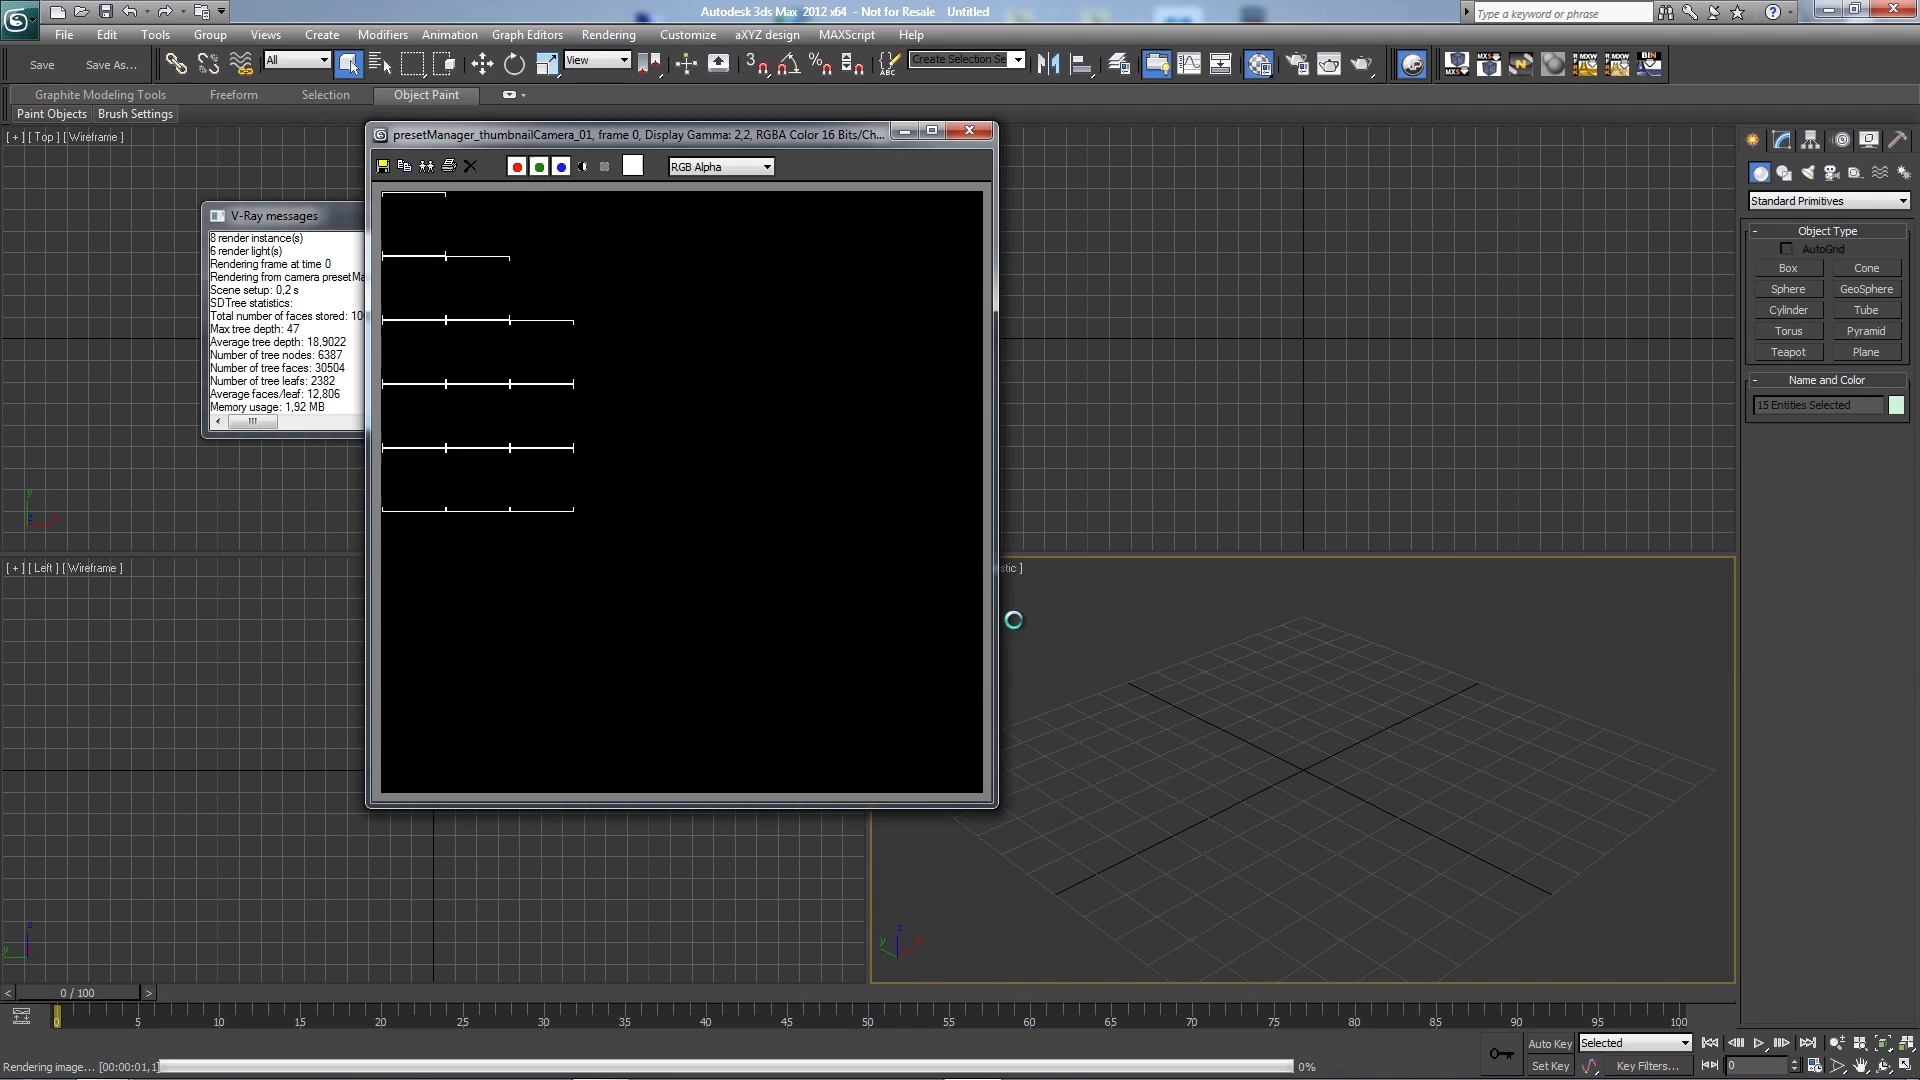 Autodesk 3ds Max 2012 x64 - Not for Resale Untitled
Type a keyword or phrase
File Edit Tools Group Views Create Modifiers Animation Graph Editors Rendering Customize aXYZ design MAXScript Help
Save Save As... All View Create Selection Se
Graphite Modeling Tools Freeform Selection Object Paint
Paint Objects Brush Settings
[ + ] [ Top ] [ Wireframe ]
presetManager_thumbnailCamera_01, frame 0, Display Gamma: 2,2, RGBA Color 16 Bits/Ch...
RGB Alpha
V-Ray messages
8 render instance(s)
6 render light(s)
Rendering frame at time 0
Rendering from camera presetMa
Scene setup: 0,2 s
SDTree statistics:
Total number of faces stored: 10
Max tree depth: 47
Average tree depth: 18,9022
Number of tree nodes: 6387
Number of tree faces: 30504
Number of tree leafs: 2382
Average faces/leaf: 12,806
Memory usage: 1,92 MB
Standard Primitives
- Object Type
AutoGrid
Box Cone
Sphere GeoSphere
Cylinder Tube
Torus Pyramid
Teapot Plane
- Name and Color
15 Entities Selected
[ + ] [ Left ] [ Wireframe ]
stic ]
y
z
x
z
y
z
y
x
< 0 / 100 >
0 5 10 15 20 25 30 35 40 45 50 55 60 65 70 75 80 85 90 95 100
Auto Key Selected
Set Key Key Filters... 0
Rendering image... [00:00:01,1] 0%